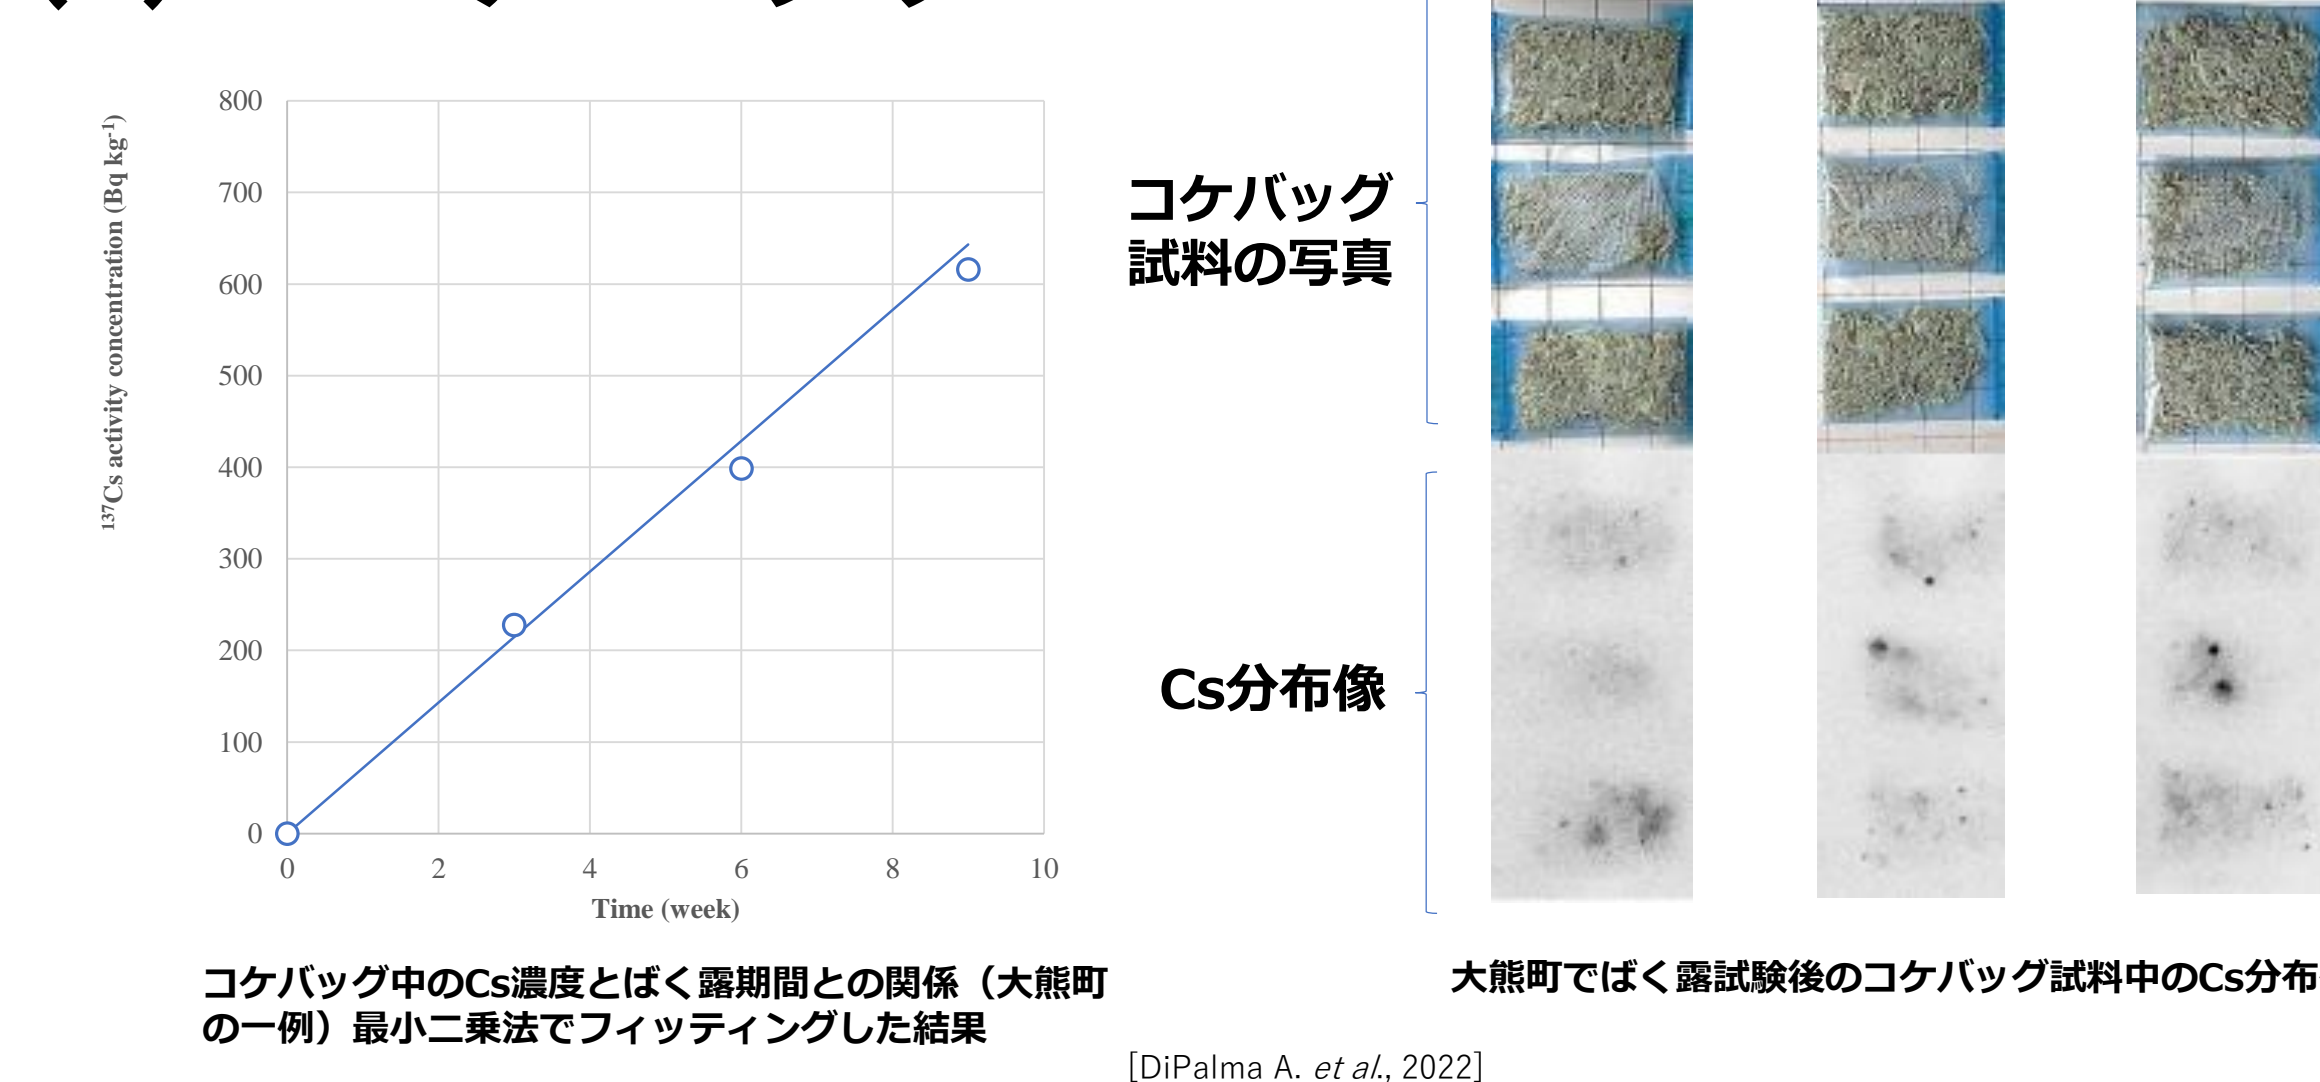 800
700
600
500
400
300
200
100
0
0 2 4 6 8 10
¹³⁷Cs activity concentration (Bq kg⁻¹)
Time (week)
コケバッグ中のCs濃度とばく露期間との関係（大熊町
の一例）最小二乗法でフィッティングした結果
コケバッグ
試料の写真
Cs分布像
大熊町でばく露試験後のコケバッグ試料中のCs分布
[DiPalma A. et al., 2022]